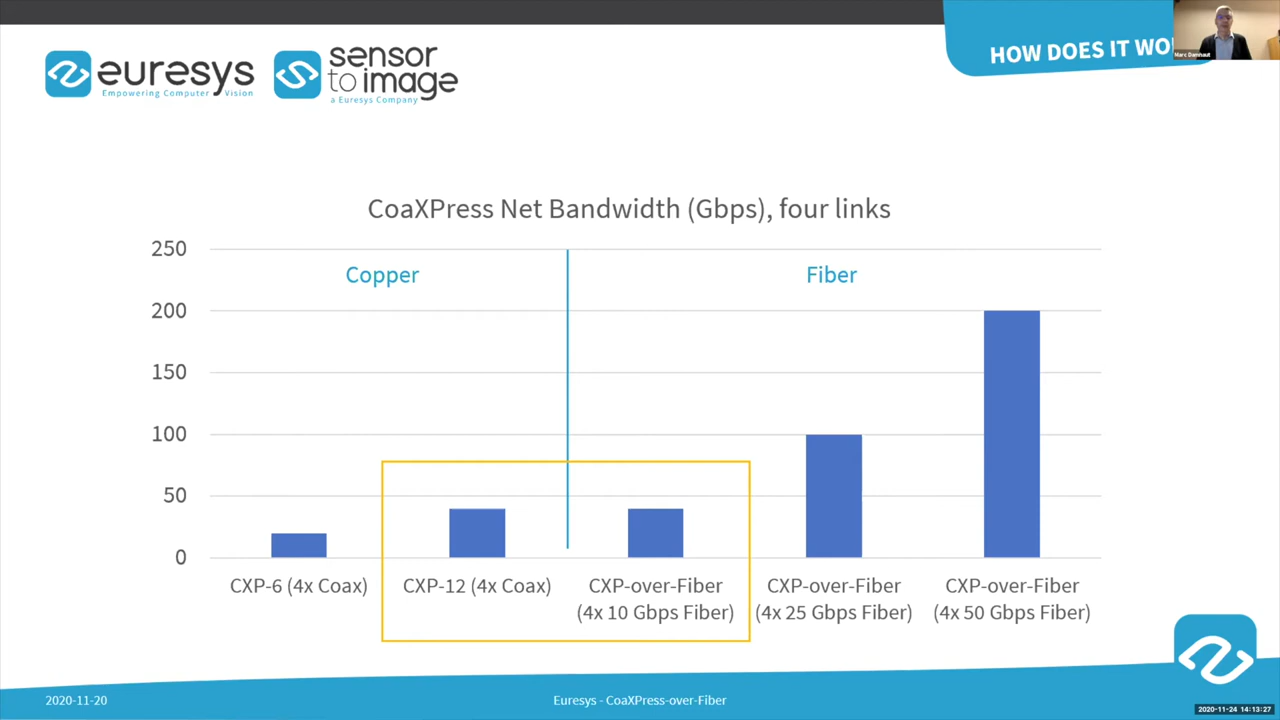 euresys
Empowering Computer Vision
sensor
to image
a Euresys Company
HOW DOES IT WO
Marc Damhaut
CoaXPress Net Bandwidth (Gbps), four links
250
200
150
100
50
0
Copper
Fiber
CXP-6 (4x Coax)
CXP-12 (4x Coax)
CXP-over-Fiber
(4x 10 Gbps Fiber)
CXP-over-Fiber
(4x 25 Gbps Fiber)
CXP-over-Fiber
(4x 50 Gbps Fiber)
2020-11-20
Euresys - CoaXPress-over-Fiber
2020-11-24 14:13:27